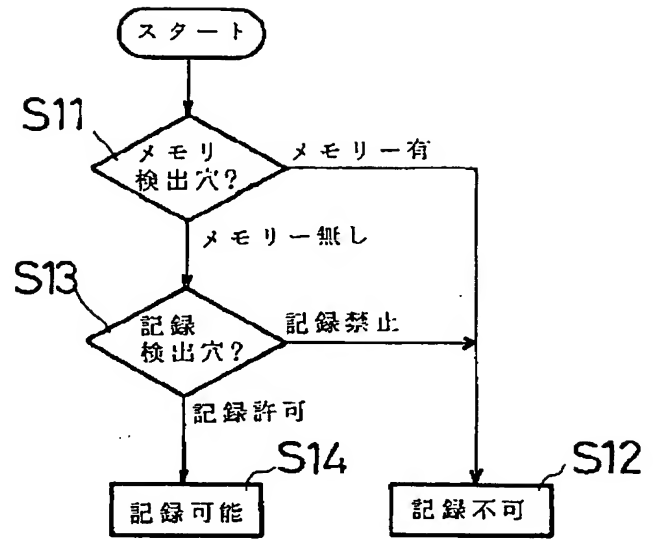 スタート
S11
メモリ
検出穴?
メモリー有
メモリー無し
S13
記録
検出穴?
記録禁止
記録許可
S14
記録可能
S12
記録不可